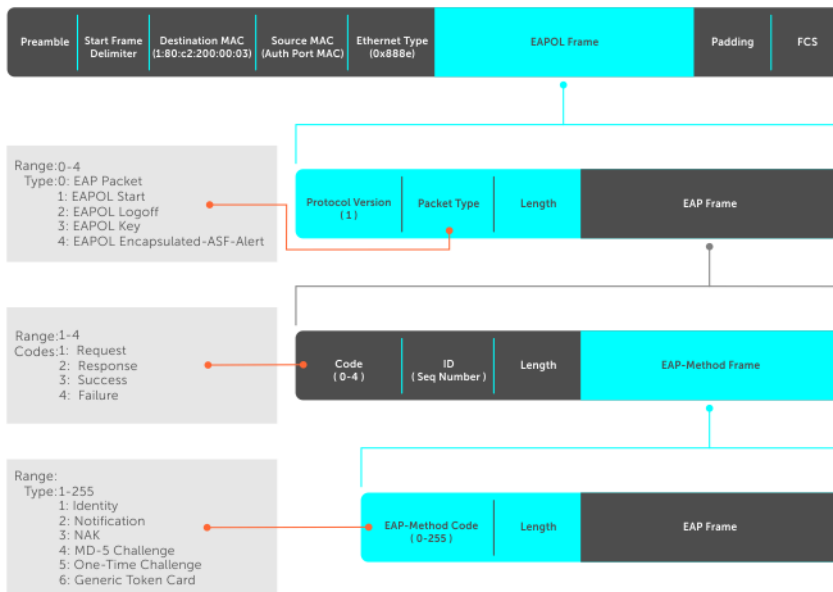 Preamble
Start Frame
Delimiter
Destination MAC
(1:80:c2:200:00:03)
Source MAC
(Auth Port MAC)
Ethernet Type
(0x888e)
EAPOL Frame
Padding
FCS
Range:0-4
Type:0: EAP Packet
1: EAPOL Start
2: EAPOL Logoff
3: EAPOL Key
4: EAPOL Encapsulated-ASF-Alert
Protocol Version
( 1 )
Packet Type
Length
EAP Frame
Range:1-4
Codes:1: Request
2: Response
3: Success
4: Failure
Code
( 0-4 )
ID
( Seq Number )
Length
EAP-Method Frame
Range:
Type:1-255
1: Identity
2: Notification
3: NAK
4: MD-5 Challenge
5: One-Time Challenge
6: Generic Token Card
EAP-Method Code
( 0-255 )
Length
EAP Frame